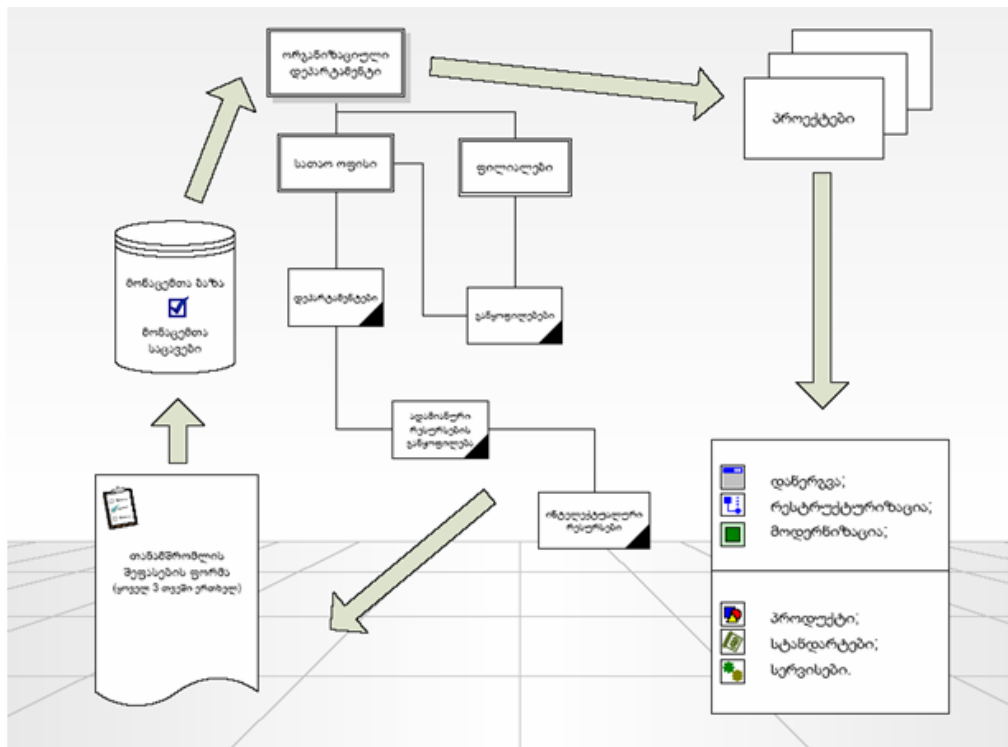 ორგანიზაციული
დეპარტამენტი
პროექტები
სათაო ოფისი
ფილიალები
მონაცემთა ბაზა
მონაცემთა
საცავები
დეპარტამენტები
განყოფილებები
ადამიანური
რესურსების
განყოფილება
ინტელექტუალური
რესურსები
თანამშრომლის
შეფასების ფორმა
(ყოველ 3 თვეში ერთხელ)
დანერგვა;
რესტრუქტურიზაცია;
მოდერნიზაცია;
პროდუქტი;
სტანდარტები;
სერვისები.